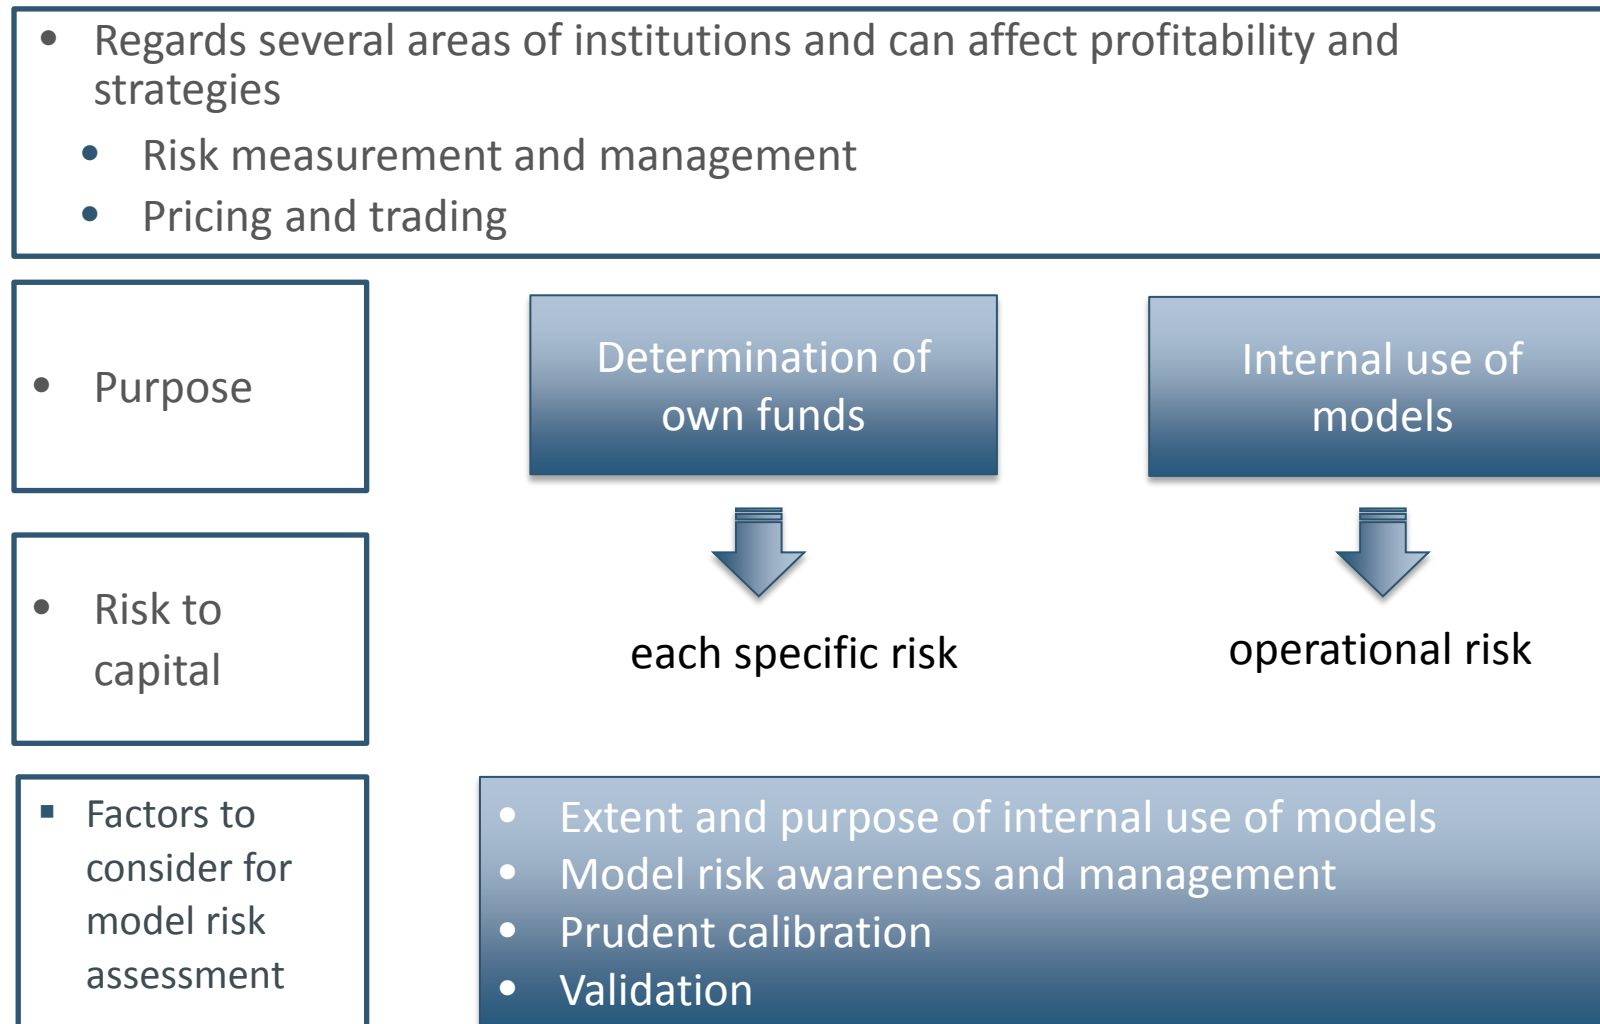 • Regards several areas of institutions and can affect profitability and
strategies
• Risk measurement and management
• Pricing and trading
• Purpose
Determination of
own funds
Internal use of
models
• Risk to
capital
each specific risk
operational risk
▪ Factors to
consider for
model risk
assessment
• Extent and purpose of internal use of models
• Model risk awareness and management
• Prudent calibration
• Validation